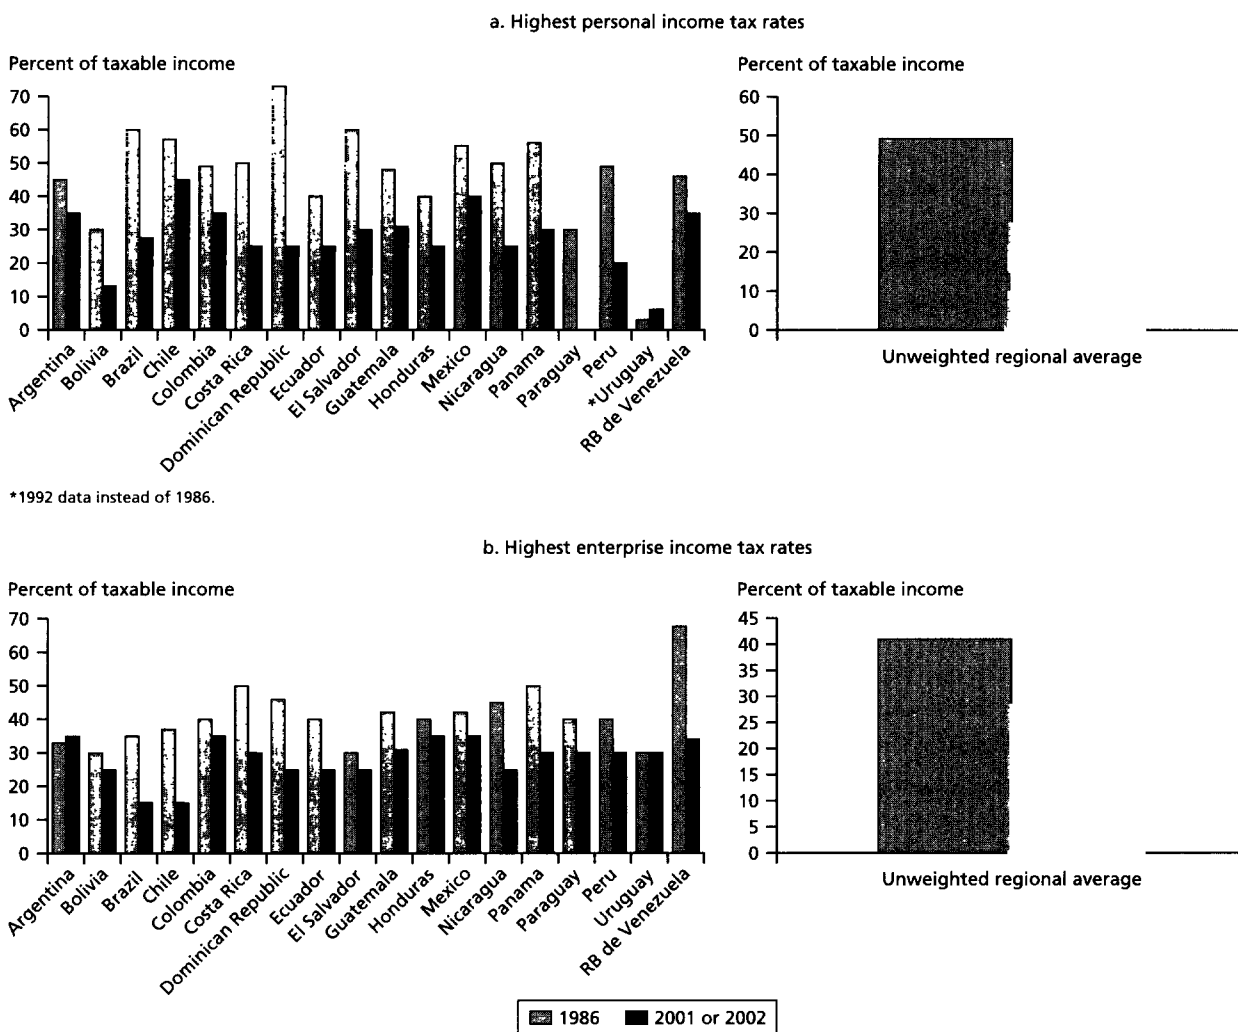 a. Highest personal income tax rates
Percent of taxable income
70
60
50
40
30
20
10
0
Argentina
Bolivia
Brazil
Chile
Colombia
Costa Rica
Dominican Republic
Ecuador
El Salvador
Guatemala
Honduras
Mexico
Nicaragua
Panama
Paraguay
Peru
*Uruguay
RB de Venezuela
Percent of taxable income
60
50
40
30
20
10
0
Unweighted regional average
*1992 data instead of 1986.
b. Highest enterprise income tax rates
Percent of taxable income
70
60
50
40
30
20
10
0
Argentina
Bolivia
Brazil
Chile
Colombia
Costa Rica
Dominican Republic
Ecuador
El Salvador
Guatemala
Honduras
Mexico
Nicaragua
Panama
Paraguay
Peru
Uruguay
RB de Venezuela
Percent of taxable income
45
40
35
30
25
20
15
10
5
0
Unweighted regional average
1986 2001 or 2002